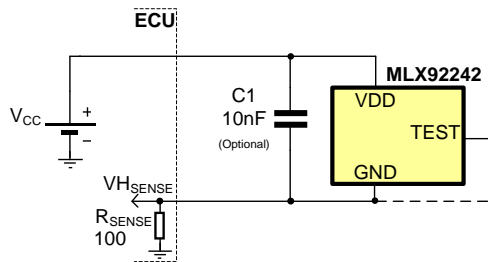 ECU
MLX92242
VDD
C1
10nF
(Optional)
TEST
VCC
+
−
GND
VHSENSE
RSENSE
100